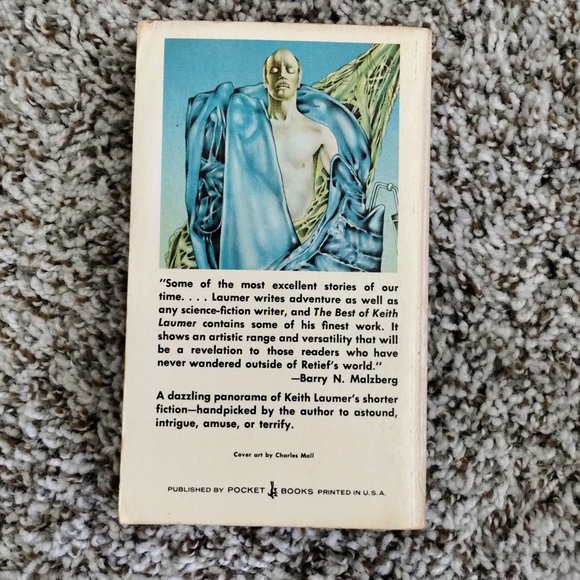 "Some of the most excellent stories of our
time. . . . Laumer writes adventure as well as
any science-fiction writer, and The Best of Keith
Laumer contains some of his finest work. It
shows an artistic range and versatility that will
be a revelation to those readers who have
never wandered outside of Retief's world."
—Barry N. Malzberg
A dazzling panorama of Keith Laumer's shorter
fiction—handpicked by the author to astound,
intrigue, amuse, or terrify.
Cover art by Charles Moll
PUBLISHED BY POCKET BOOKS PRINTED IN U.S.A.